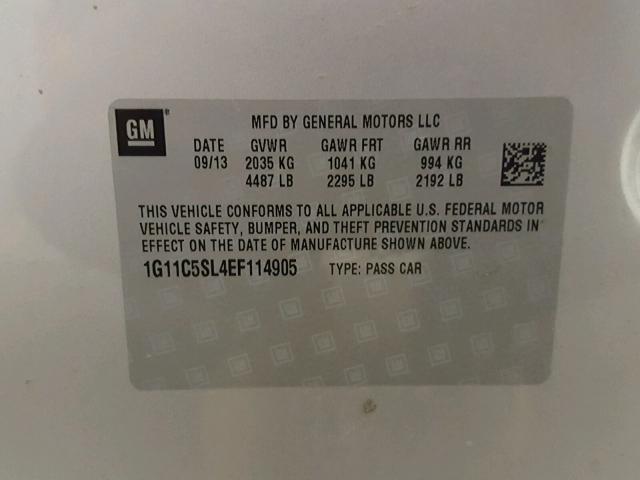 GM
MFD BY GENERAL MOTORS LLC
DATE GVWR GAWR FRT GAWR RR
09/13 2035 KG 1041 KG 994 KG
4487 LB 2295 LB 2192 LB
THIS VEHICLE CONFORMS TO ALL APPLICABLE U.S. FEDERAL MOTOR
VEHICLE SAFETY, BUMPER, AND THEFT PREVENTION STANDARDS IN
EFFECT ON THE DATE OF MANUFACTURE SHOWN ABOVE.
1G11C5SL4EF114905 TYPE: PASS CAR